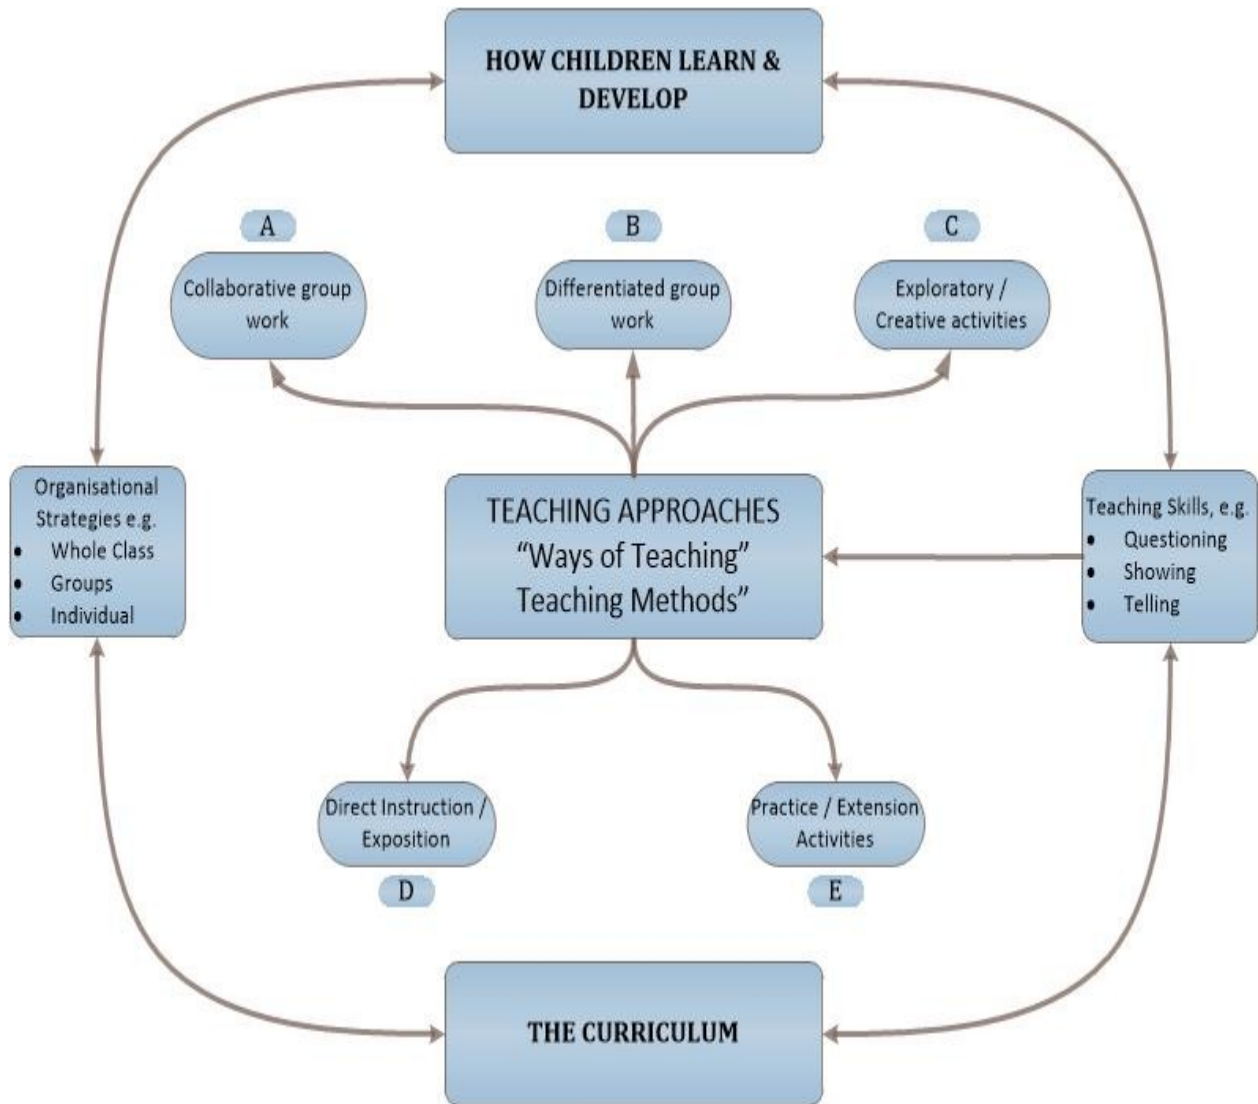 HOW CHILDREN LEARN &
DEVELOP
A
B
C
Collaborative group
work
Differentiated group
work
Exploratory /
Creative activities
Organisational
Strategies e.g.
• Whole Class
• Groups
• Individual
TEACHING APPROACHES
“Ways of Teaching”
Teaching Methods”
Teaching Skills, e.g.
• Questioning
• Showing
• Telling
Direct Instruction /
Exposition
D
Practice / Extension
Activities
E
THE CURRICULUM